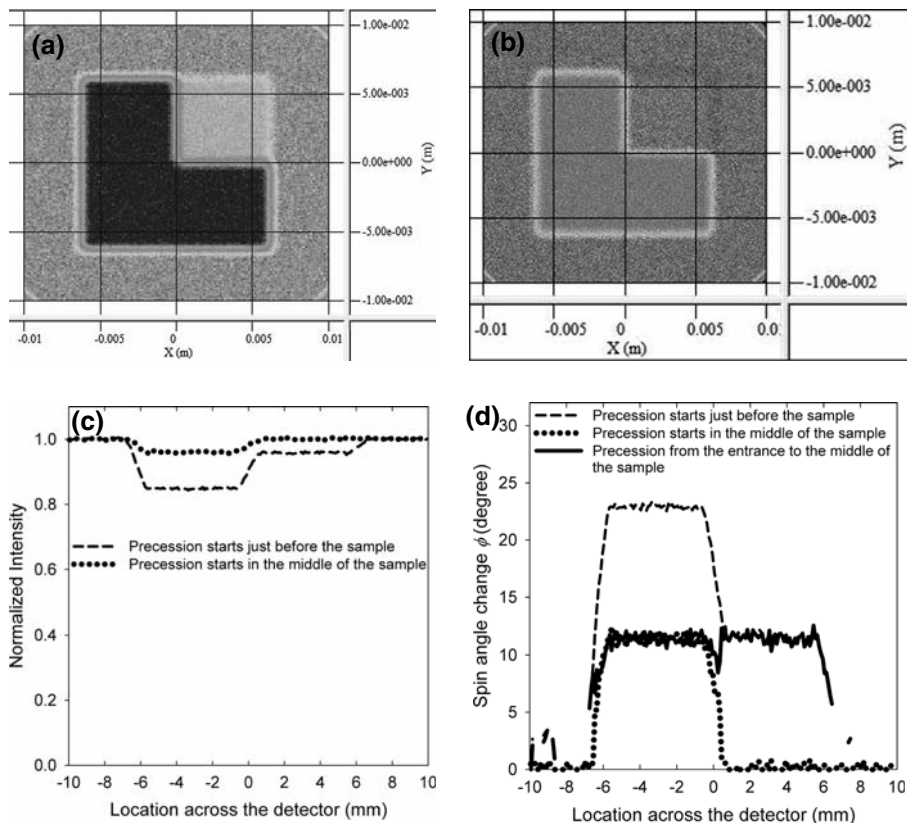 (a)
1.00e-002
5.00e-003
0.00e+000
-5.00e-003
-1.00e-002
Y (m)
-0.01 -0.005 0 0.005 0.01
X (m)
(b)
1.00e-002
5.00e-003
0.00e+000
-5.00e-003
-1.00e-002
Y (m)
-0.01 -0.005 0 0.005 0.01
X (m)
(c)
1.0
0.8
0.6
0.4
0.2
0.0
Normalized Intensity
Precession starts just before the sample
Precession starts in the middle of the sample
-10 -8 -6 -4 -2 0 2 4 6 8 10
Location across the detector (mm)
(d)
Precession starts just before the sample
Precession starts in the middle of the sample
Precession from the entrance to the middle of
the sample
30
25
20
15
10
5
0
Spin angle change ϕ (degree)
-10 -8 -6 -4 -2 0 2 4 6 8 10
Location across the detector (mm)